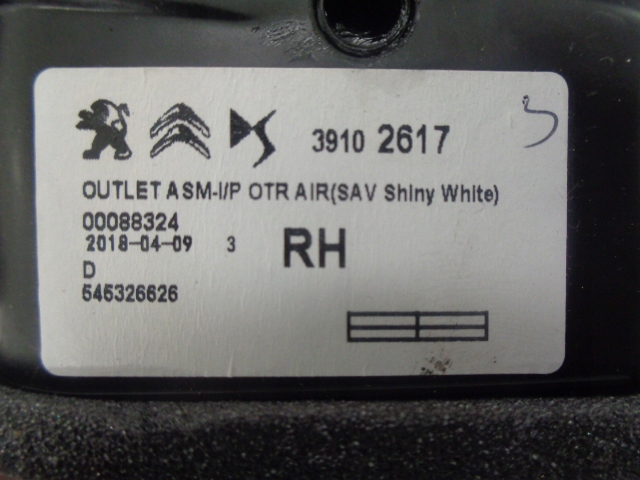 3910 2617
OUTLET ASM-I/P OTR AIR(SAV Shiny White)
00088324
2018-04-09 3 RH
D
545326626